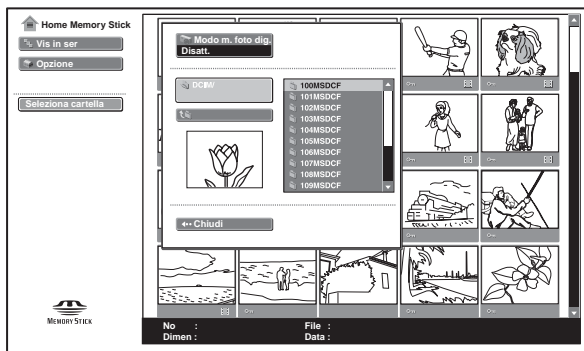 Home Memory Stick
Vis in ser
Opzione
Seleziona cartella
Modo m. foto dig.
Disatt.
DCIW
100MSDCF
101MSDCF
102MSDCF
103MSDCF
104MSDCF
105MSDCF
106MSDCF
107MSDCF
108MSDCF
109MSDCF
Chiudi
MEMORY STICK
No :
File :
Dimen :
Data :